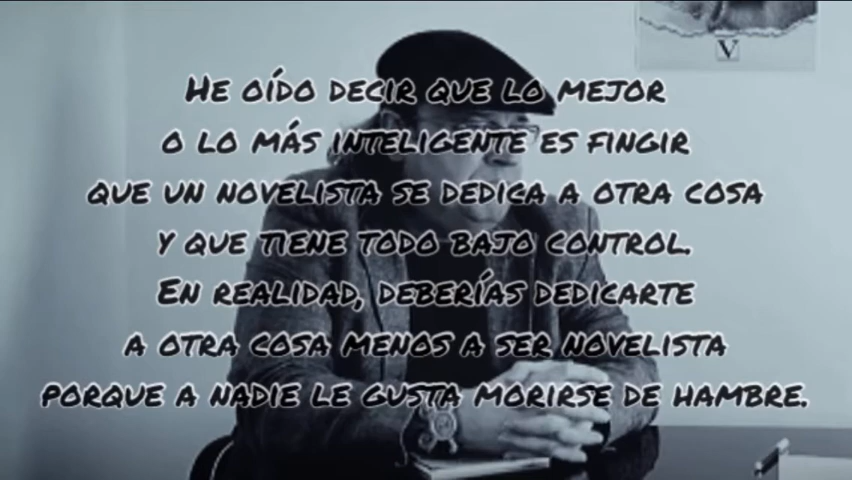 V
He oído decir que lo mejor
o lo más inteligente es fingir
que un novelista se dedica a otra cosa
y que tiene todo bajo control.
En realidad, deberías dedicarte
a otra cosa menos a ser novelista
porque a nadie le gusta morirse de hambre.